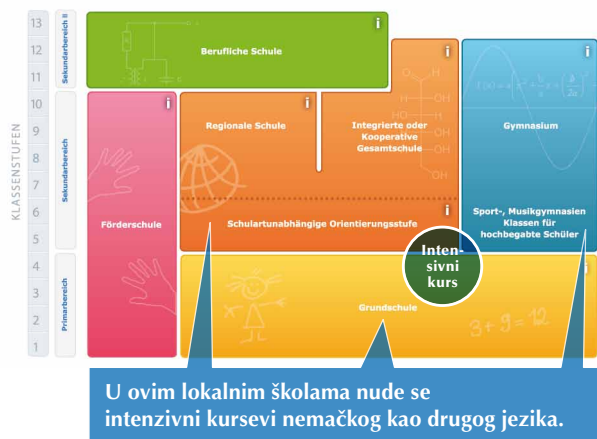 KLASSENSTUFEN
13
12
11
10
9
8
7
6
5
4
3
2
1
Sekundarbereich II
Sekundarbereich
Primarbereich
i
Berufliche Schule
i
i
i
i
Regionale Schule
Integrierte oder
Kooperative
Gesamtschule
Gymnasium
Förderschule
Schulartunabhängige Orientierungsstufe
i
Sport-, Musikgymnasien
Klassen für
hochbegabte Schüler
Inten-
sivni
kurs
i
Grundschule
3 + 9 = 12
U ovim lokalnim školama nude se
intenzivni kursevi nemačkog kao drugog jezika.